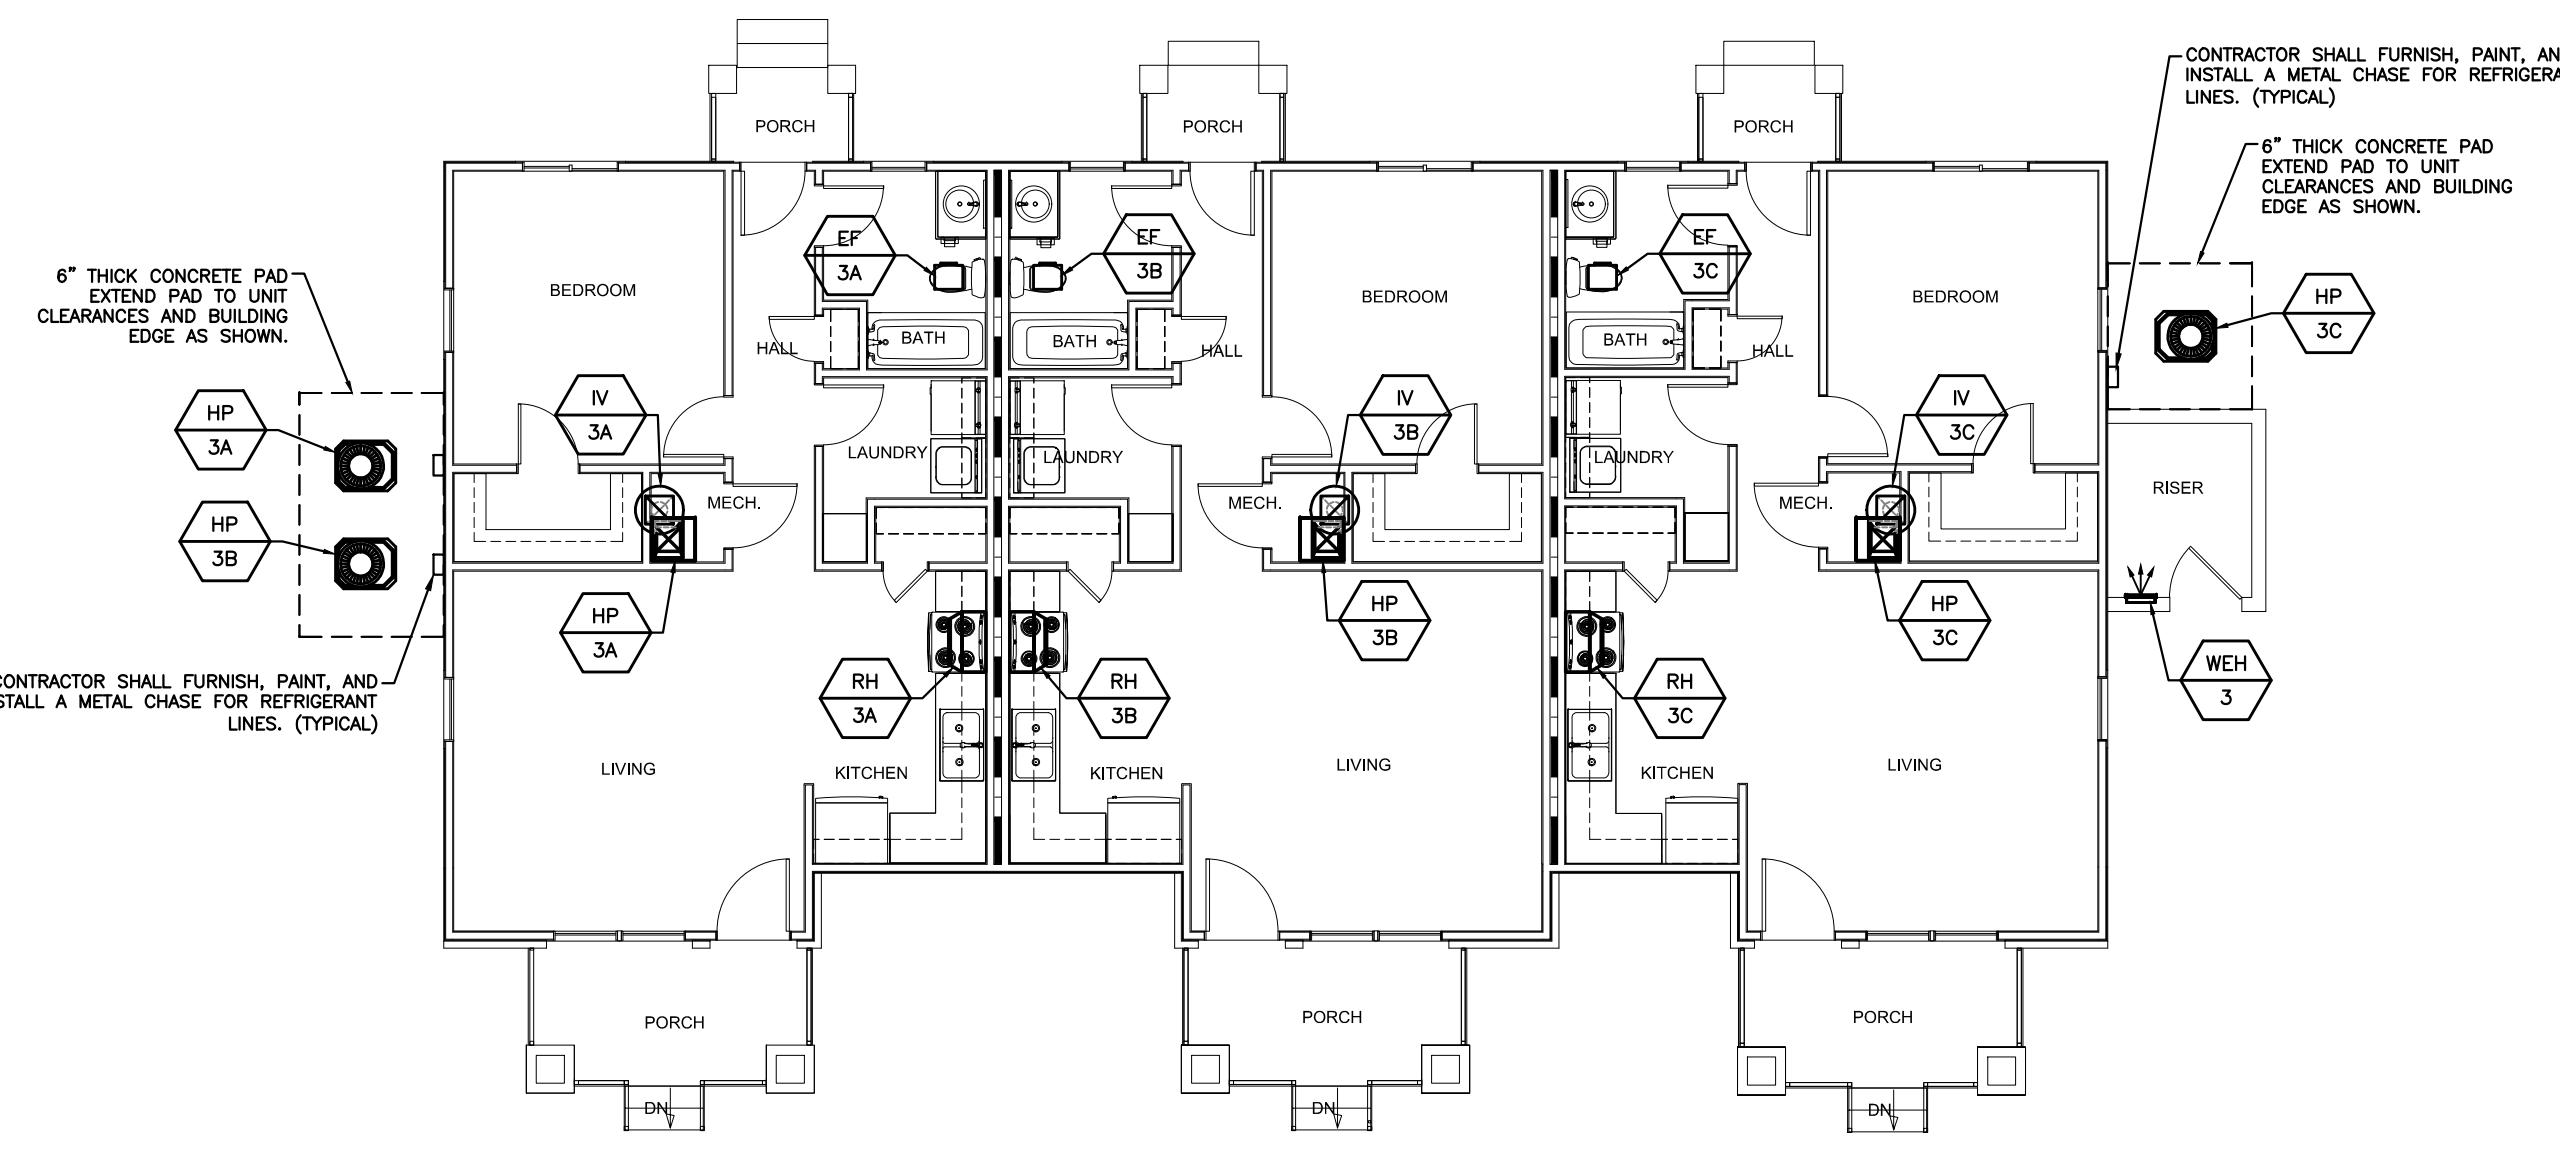 CONTRACTOR SHALL FURNISH, PAINT, AN
INSTALL A METAL CHASE FOR REFRIGERA
LINES. (TYPICAL)
PORCH
PORCH
PORCH
6" THICK CONCRETE PAD
EXTEND PAD TO UNIT
CLEARANCES AND BUILDING
EDGE AS SHOWN.
EF
3A
EF
3B
EF
3C
6" THICK CONCRETE PAD
EXTEND PAD TO UNIT
CLEARANCES AND BUILDING
EDGE AS SHOWN.
BEDROOM
BEDROOM
BEDROOM
HP
3C
HALL
BATH
BATH
HALL
BATH
HALL
HP
3A
IV
3A
IV
3B
IV
3C
LAUNDRY
LAUNDRY
LAUNDRY
MECH.
MECH.
MECH.
RISER
HP
3B
HP
3A
HP
3B
HP
3C
CONTRACTOR SHALL FURNISH, PAINT, AND
STALL A METAL CHASE FOR REFRIGERANT
LINES. (TYPICAL)
RH
3A
RH
3B
RH
3C
WEH
3
LIVING
KITCHEN
KITCHEN
LIVING
KITCHEN
LIVING
PORCH
PORCH
PORCH
DN
DN
DN